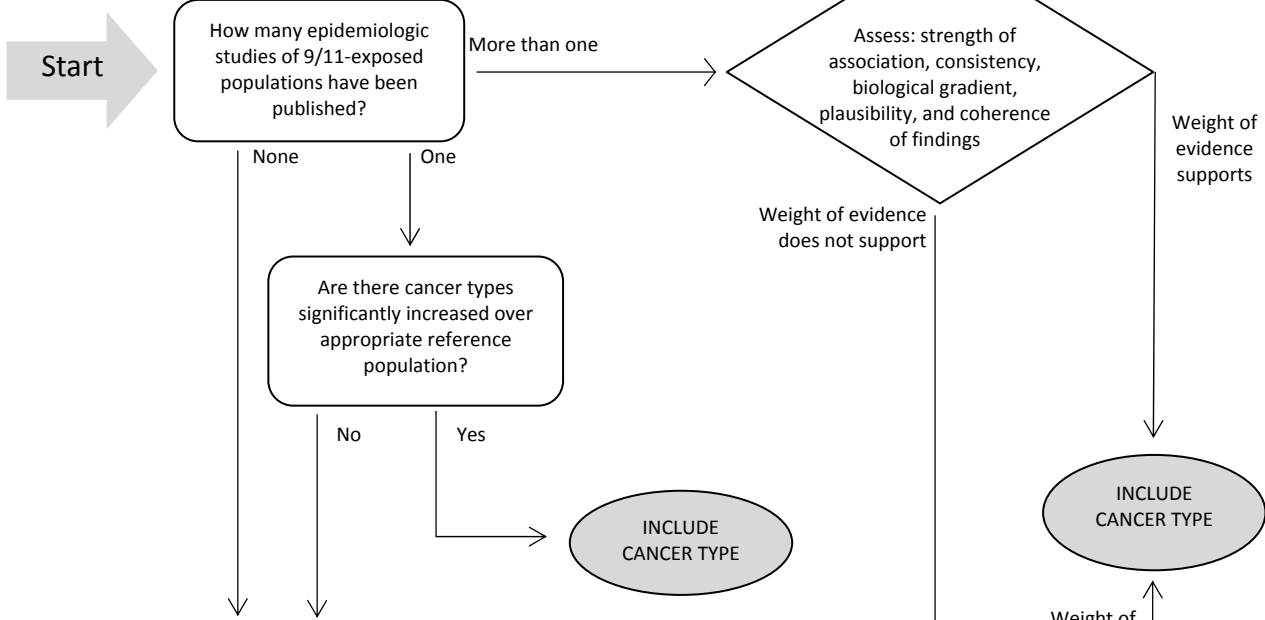 Start
How many epidemiologic
studies of 9/11-exposed
populations have been
published?
More than one
Assess: strength of
association, consistency,
biological gradient,
plausibility, and coherence
of findings
Weight of
evidence
supports
None
One
Weight of evidence
does not support
Are there cancer types
significantly increased over
appropriate reference
population?
No
Yes
INCLUDE
CANCER TYPE
INCLUDE
CANCER TYPE
Weight of